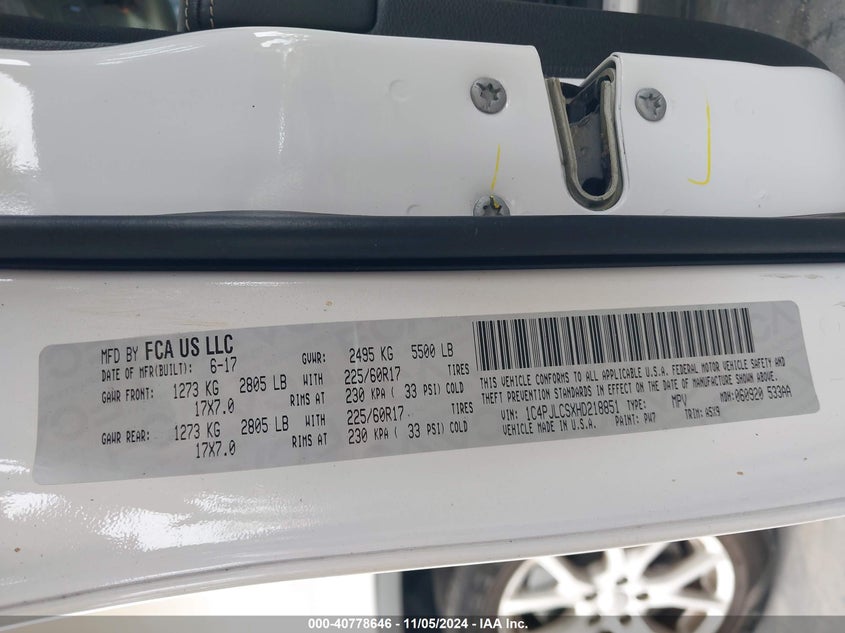 MFD BY FCA US LLC
DATE OF MFR(BUILT): 6-17
GVWR: 2495 KG 5500 LB
GAWR FRONT: 1273 KG 2805 LB WITH 225/60R17 TIRES
17X7.0 RIMS AT 230 KPA ( 33 PSI) COLD
GAWR REAR: 1273 KG 2805 LB WITH 225/60R17 TIRES
17X7.0 RIMS AT 230 KPA ( 33 PSI) COLD
THIS VEHICLE CONFORMS TO ALL APPLICABLE U.S.A. FEDERAL MOTOR VEHICLE SAFETY AND
THEFT PREVENTION STANDARDS IN EFFECT ON THE DATE OF MANUFACTURE SHOWN ABOVE.
VIN: 1C4PJLCSXHD218851 TYPE: MPV MDH: 060920 533AA
VEHICLE MADE IN U.S.A. PAINT: PW7 TRIM: A5X9
000-40778646 - 11/05/2024 - IAA Inc.